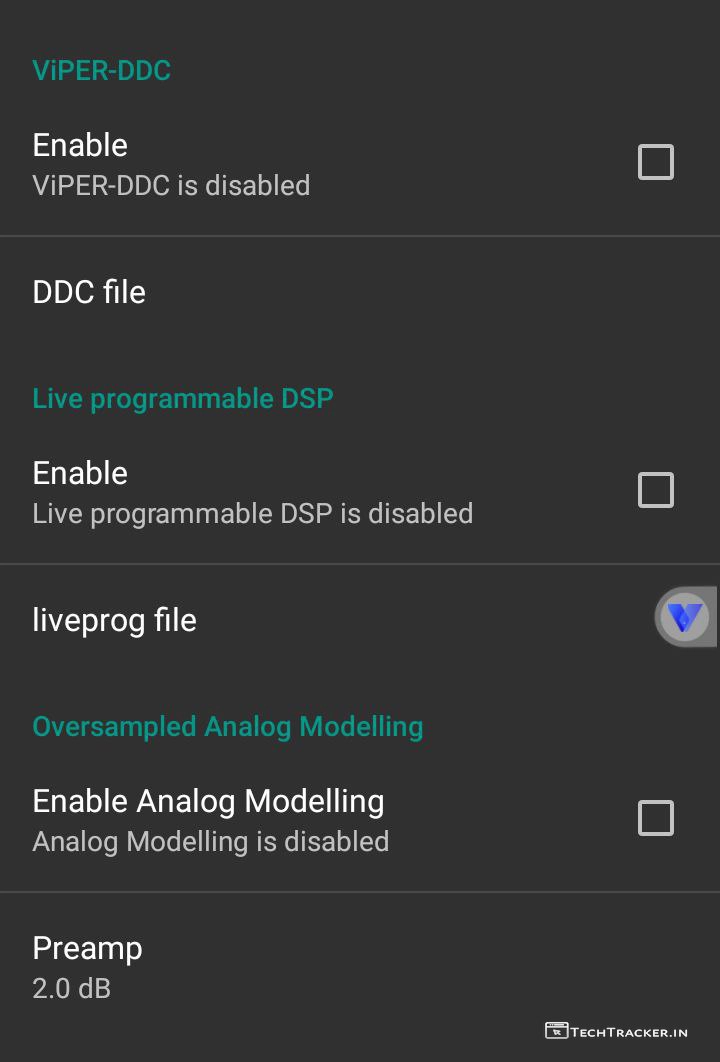 ViPER-DDC
Enable
ViPER-DDC is disabled
DDC file
Live programmable DSP
Enable
Live programmable DSP is disabled
liveprog file
Oversampled Analog Modelling
Enable Analog Modelling
Analog Modelling is disabled
Preamp
2.0 dB
TECHTRACKER.IN